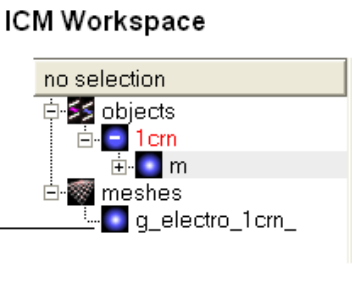 ICM Workspace
no selection
objects
1crn
m
meshes
g_electro_1crn_